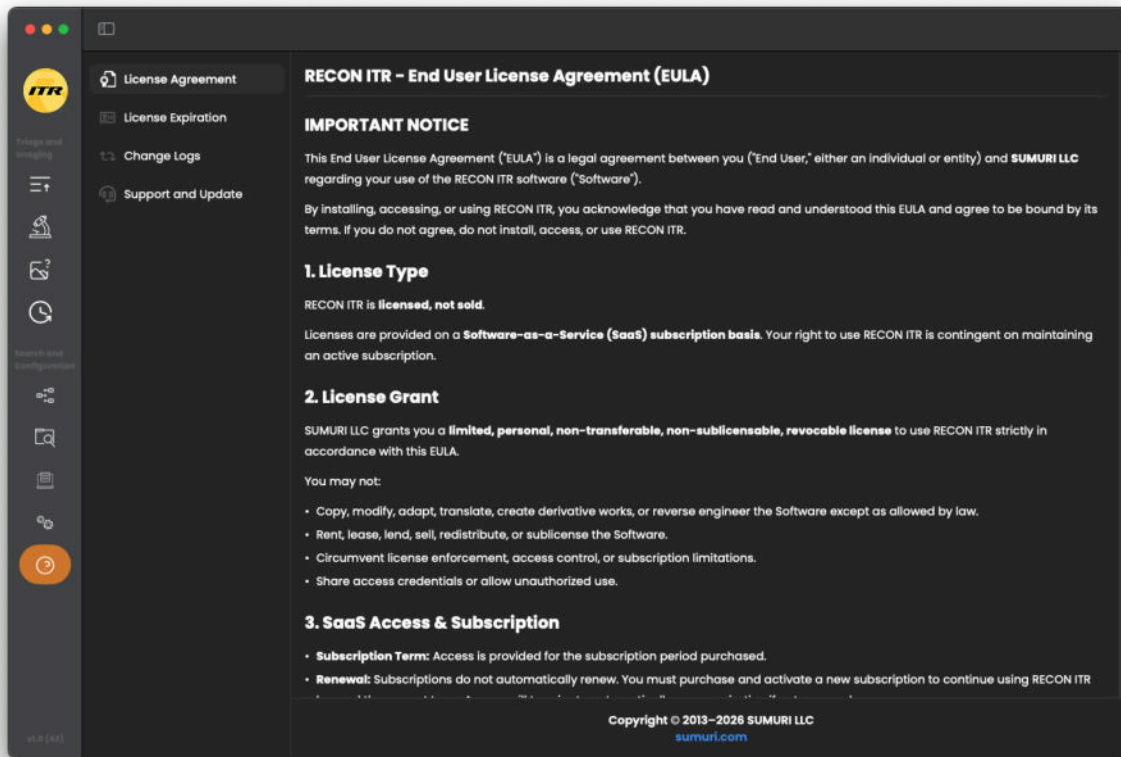 ITR
Triage and
Imaging
Search and
Configuration
License Agreement
License Expiration
Change Logs
Support and Update
RECON ITR - End User License Agreement (EULA)
IMPORTANT NOTICE
This End User License Agreement ("EULA") is a legal agreement between you ("End User," either an individual or entity) and SUMURI LLC
regarding your use of the RECON ITR software ("Software").
By installing, accessing, or using RECON ITR, you acknowledge that you have read and understood this EULA and agree to be bound by its
terms. If you do not agree, do not install, access, or use RECON ITR.
1. License Type
RECON ITR is licensed, not sold.
Licenses are provided on a Software-as-a-Service (SaaS) subscription basis. Your right to use RECON ITR is contingent on maintaining
an active subscription.
2. License Grant
SUMURI LLC grants you a limited, personal, non-transferable, non-sublicensable, revocable license to use RECON ITR strictly in
accordance with this EULA.
You may not:
• Copy, modify, adapt, translate, create derivative works, or reverse engineer the Software except as allowed by law.
• Rent, lease, lend, sell, redistribute, or sublicense the Software.
• Circumvent license enforcement, access control, or subscription limitations.
• Share access credentials or allow unauthorized use.
3. SaaS Access & Subscription
• Subscription Term: Access is provided for the subscription period purchased.
• Renewal: Subscriptions do not automatically renew. You must purchase and activate a new subscription to continue using RECON ITR
Copyright © 2013–2026 SUMURI LLC
sumuri.com